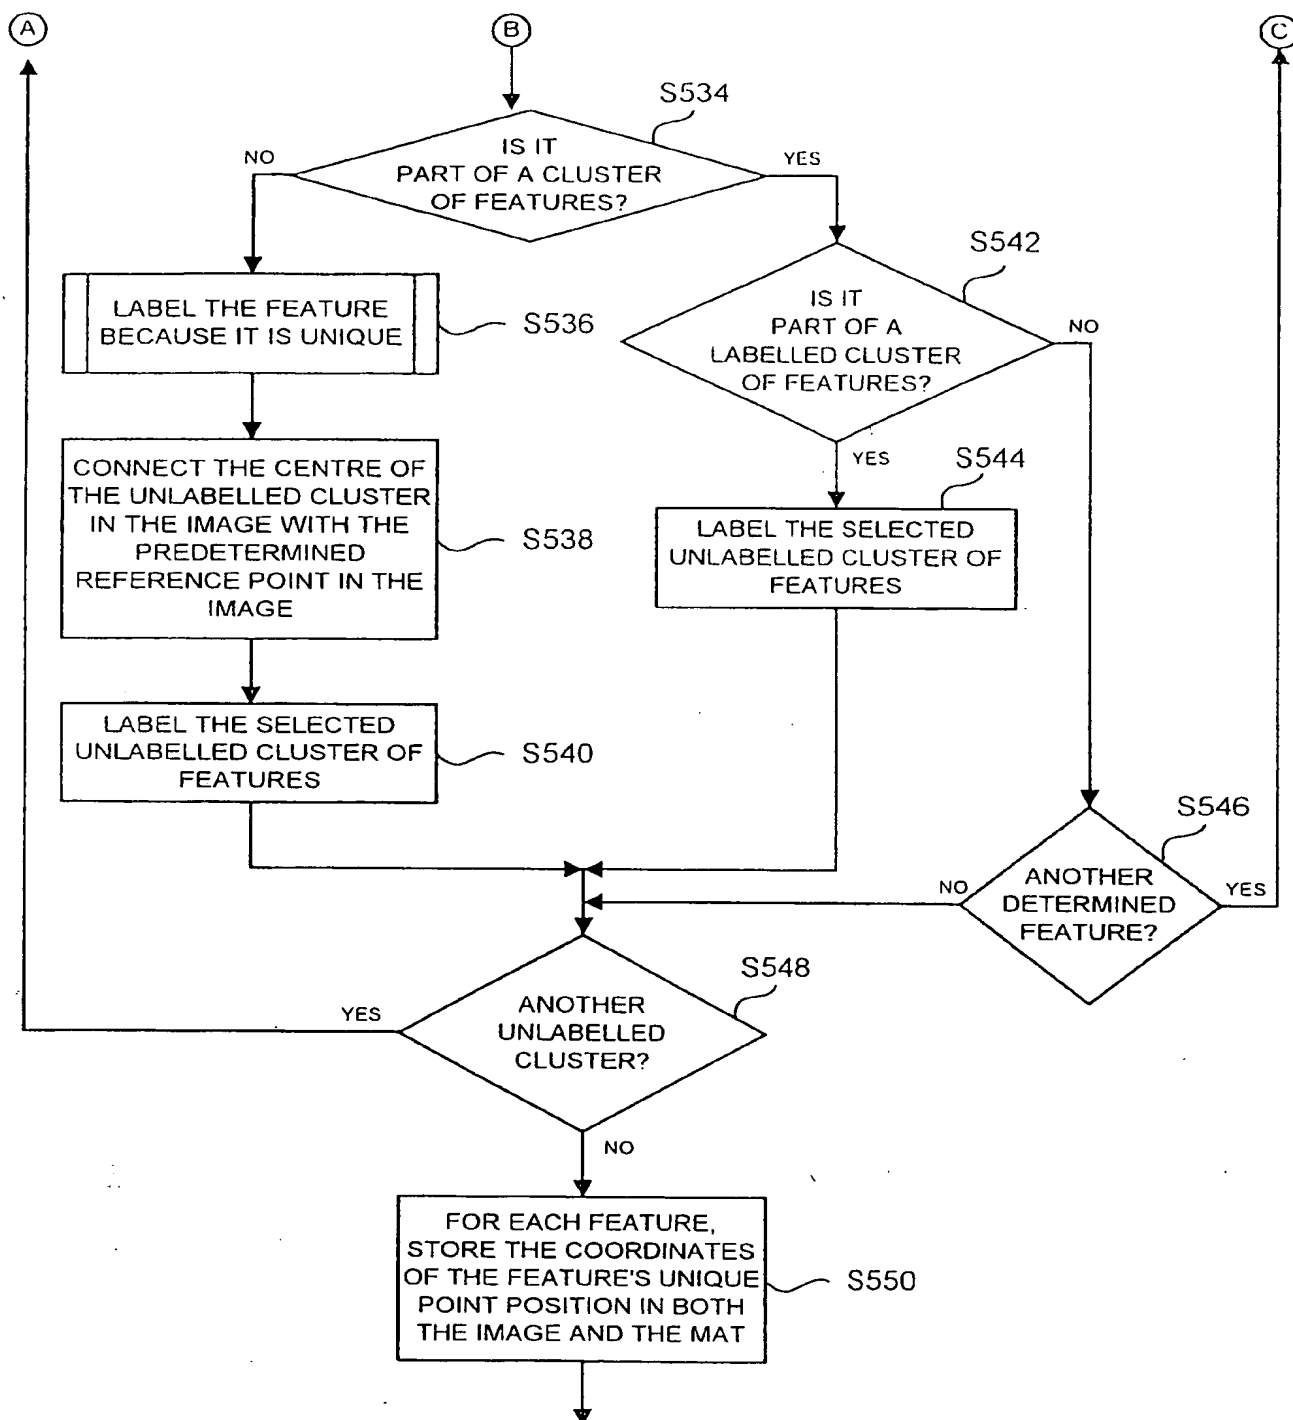 A
B
C
S534
IS IT
PART OF A CLUSTER
OF FEATURES?
NO
YES
S542
LABEL THE FEATURE
BECAUSE IT IS UNIQUE
S536
IS IT
PART OF A
LABELLED CLUSTER
OF FEATURES?
NO
YES
CONNECT THE CENTRE OF
THE UNLABELLED CLUSTER
IN THE IMAGE WITH THE
PREDETERMINED
REFERENCE POINT IN THE
IMAGE
S538
S544
LABEL THE SELECTED
UNLABELLED CLUSTER OF
FEATURES
LABEL THE SELECTED
UNLABELLED CLUSTER OF
FEATURES
S540
S546
ANOTHER
DETERMINED
FEATURE?
NO
YES
S548
ANOTHER
UNLABELLED
CLUSTER?
YES
NO
FOR EACH FEATURE,
STORE THE COORDINATES
OF THE FEATURE'S UNIQUE
POINT POSITION IN BOTH
THE IMAGE AND THE MAT
S550